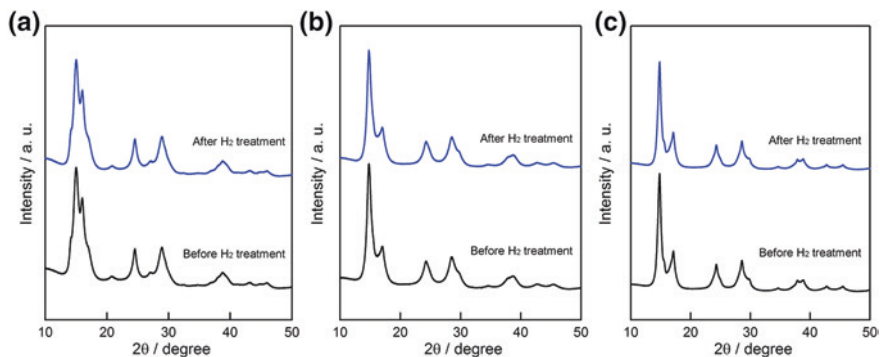 (a)
Intensity / a. u.
After H₂ treatment
Before H₂ treatment
10 20 30 40 50
2θ / degree
(b)
Intensity / a. u.
After H₂ treatment
Before H₂ treatment
10 20 30 40 50
2θ / degree
(c)
Intensity / a. u.
After H₂ treatment
Before H₂ treatment
10 20 30 40 50
2θ / degree